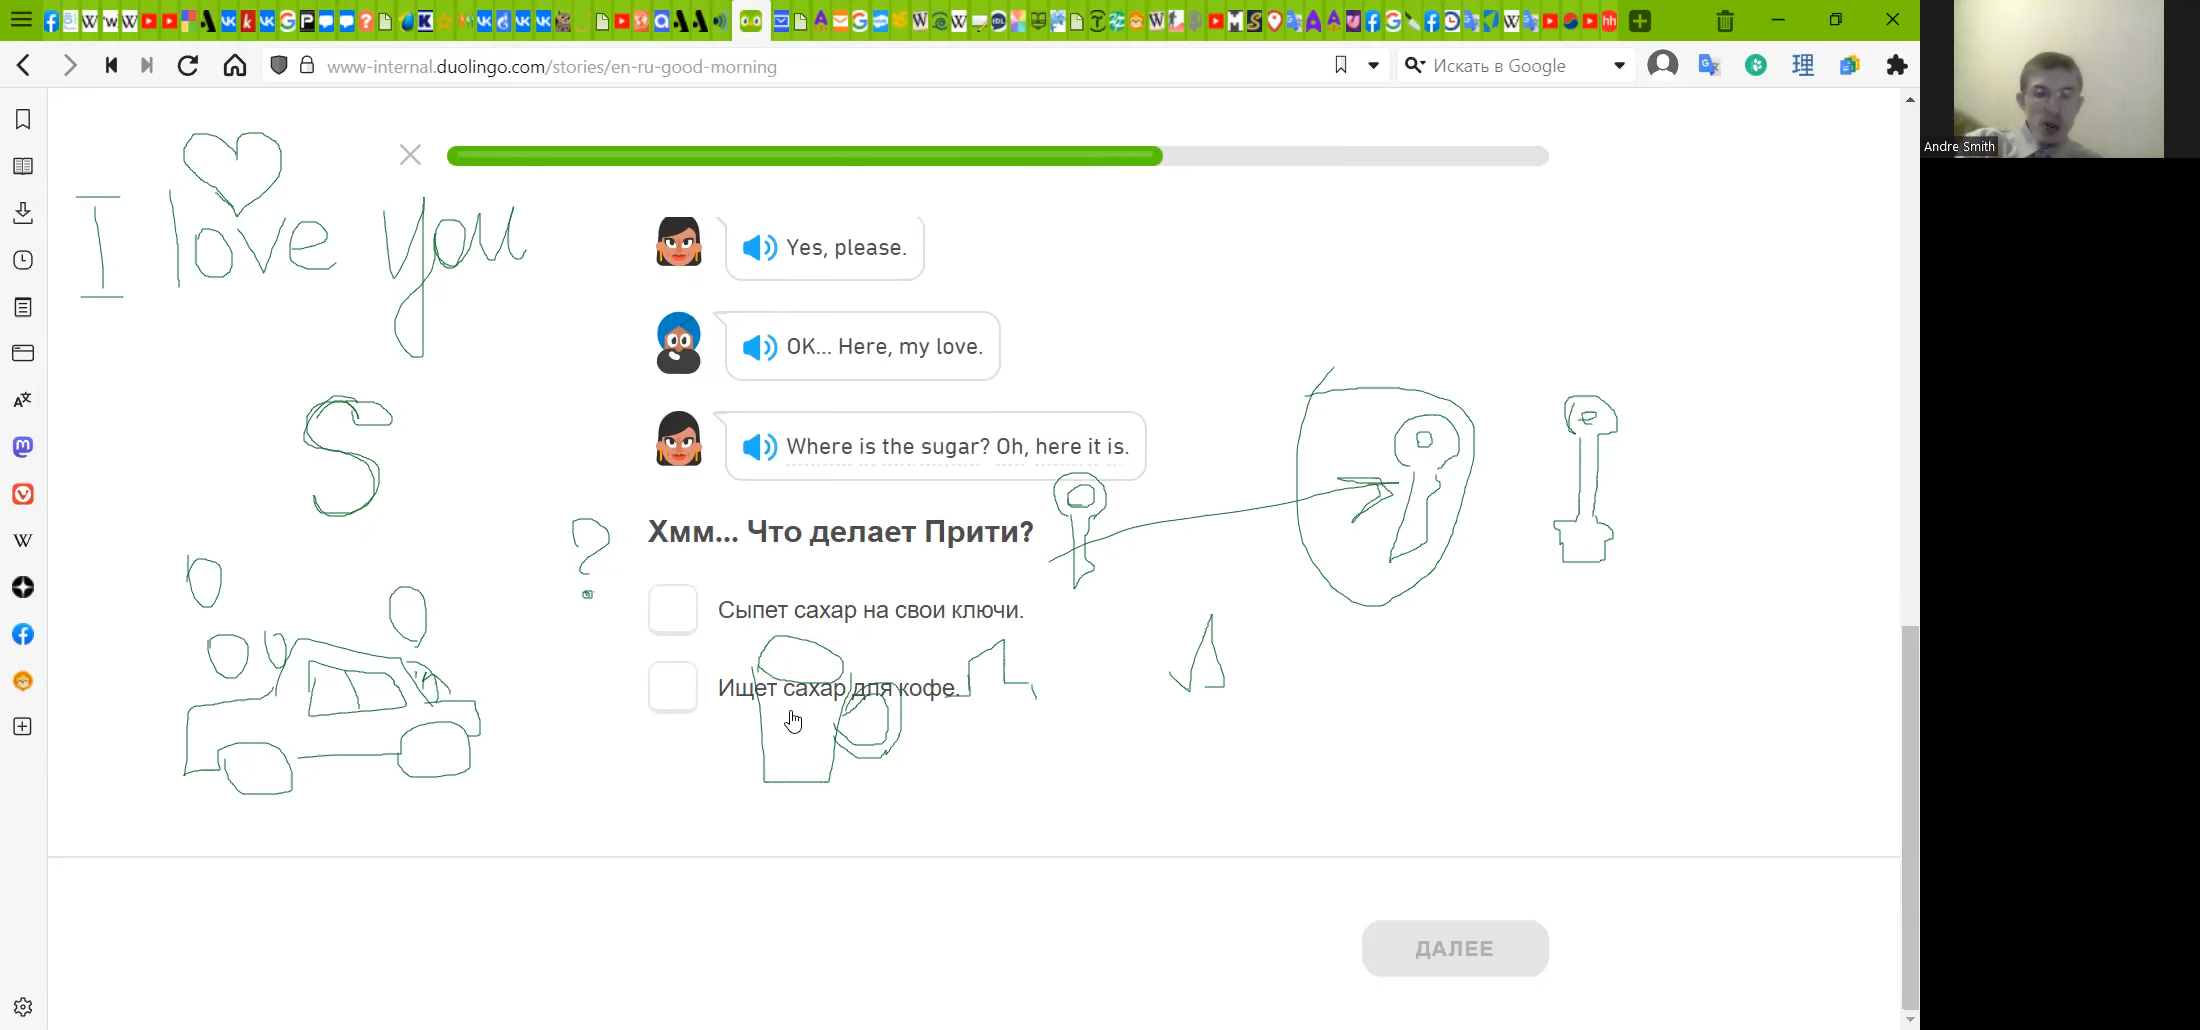 www-internal.duolingo.com/stories/en-ru-good-morning
Искать в Google
Andre Smith
I love you
Yes, please.
OK... Here, my love.
S
Where is the sugar? Oh, here it is.
Хмм... Что делает Прити?
?
Сыпет сахар на свои ключи.
Ищет сахар для кофе.
ДАЛЕЕ